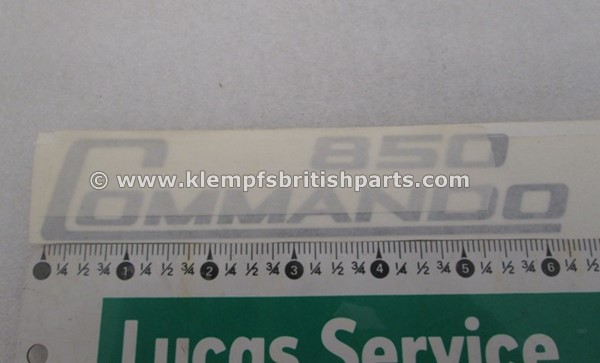 850
COMMANDO
© www.klempfsbritishparts.com
¼ ½ ¾ 1 ¼ ½ ¾ 2 ¼ ½ ¾ 3 ¼ ½ ¾ 4 ¼ ½ ¾ 5 ¼ ½ ¾ 6 ¼ ½
Lucas Service